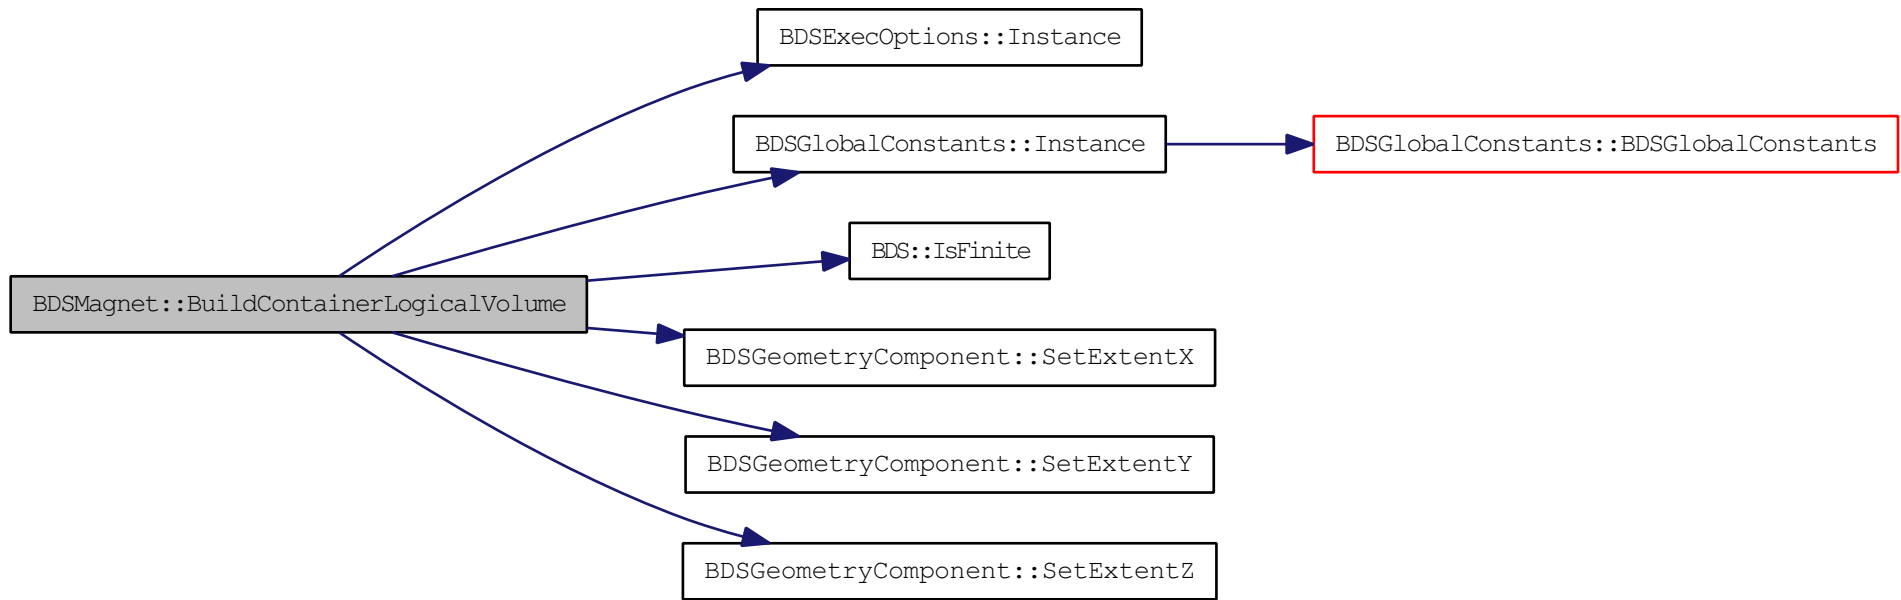 BDSExecOptions::Instance
BDSGlobalConstants::Instance
BDSGlobalConstants::BDSGlobalConstants
BDS::IsFinite
BDSMagnet::BuildContainerLogicalVolume
BDSGeometryComponent::SetExtentX
BDSGeometryComponent::SetExtentY
BDSGeometryComponent::SetExtentZ